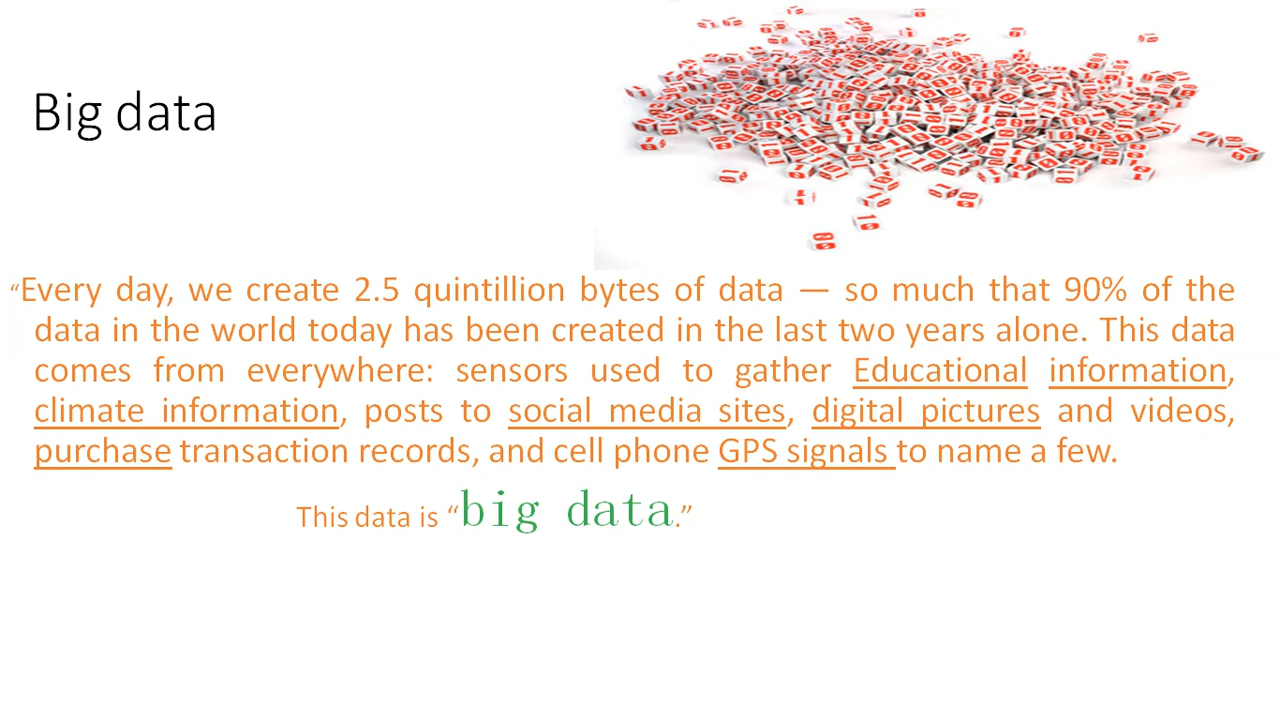 Big data
“Every day, we create 2.5 quintillion bytes of data — so much that 90% of the
data in the world today has been created in the last two years alone. This data
comes from everywhere: sensors used to gather Educational information,
climate information, posts to social media sites, digital pictures and videos,
purchase transaction records, and cell phone GPS signals to name a few.
This data is “big data.”